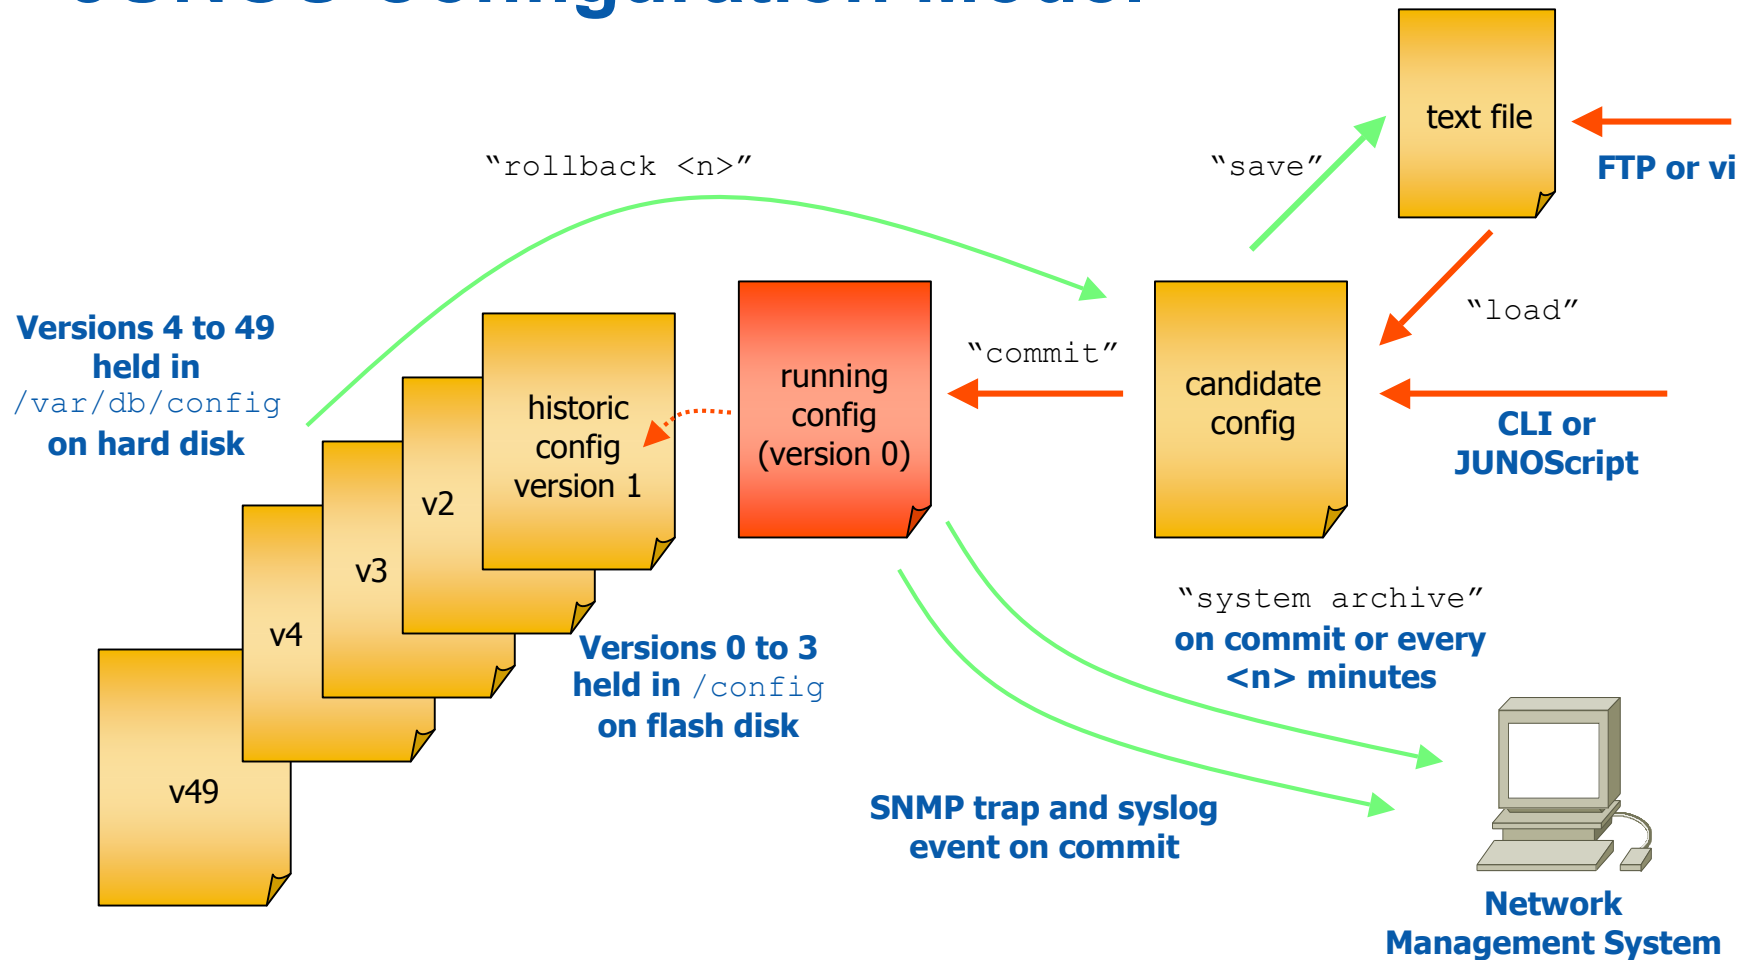 JUNOS Configuration Model
text file
FTP or vi
“rollback <n>”
“save”
“load”
Versions 4 to 49
held in
/var/db/config
on hard disk
“commit”
running
config
(version 0)
candidate
config
historic
config
version 1
CLI or
JUNOScript
v2
v3
v4
v49
Versions 0 to 3
held in /config
on flash disk
“system archive”
on commit or every
<n> minutes
SNMP trap and syslog
event on commit
Network
Management System